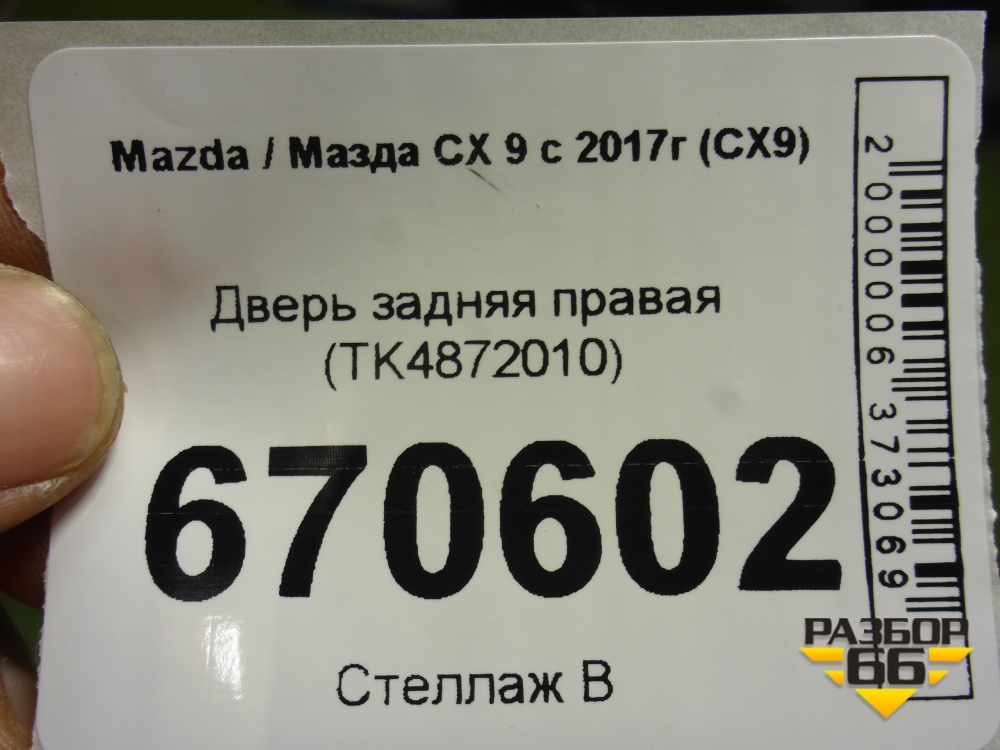 Mazda / Мазда CX 9 с 2017г (CX9)
Дверь задняя правая
(TK4872010)
670602
Стеллаж В
2000006373069
РАЗБОР
66